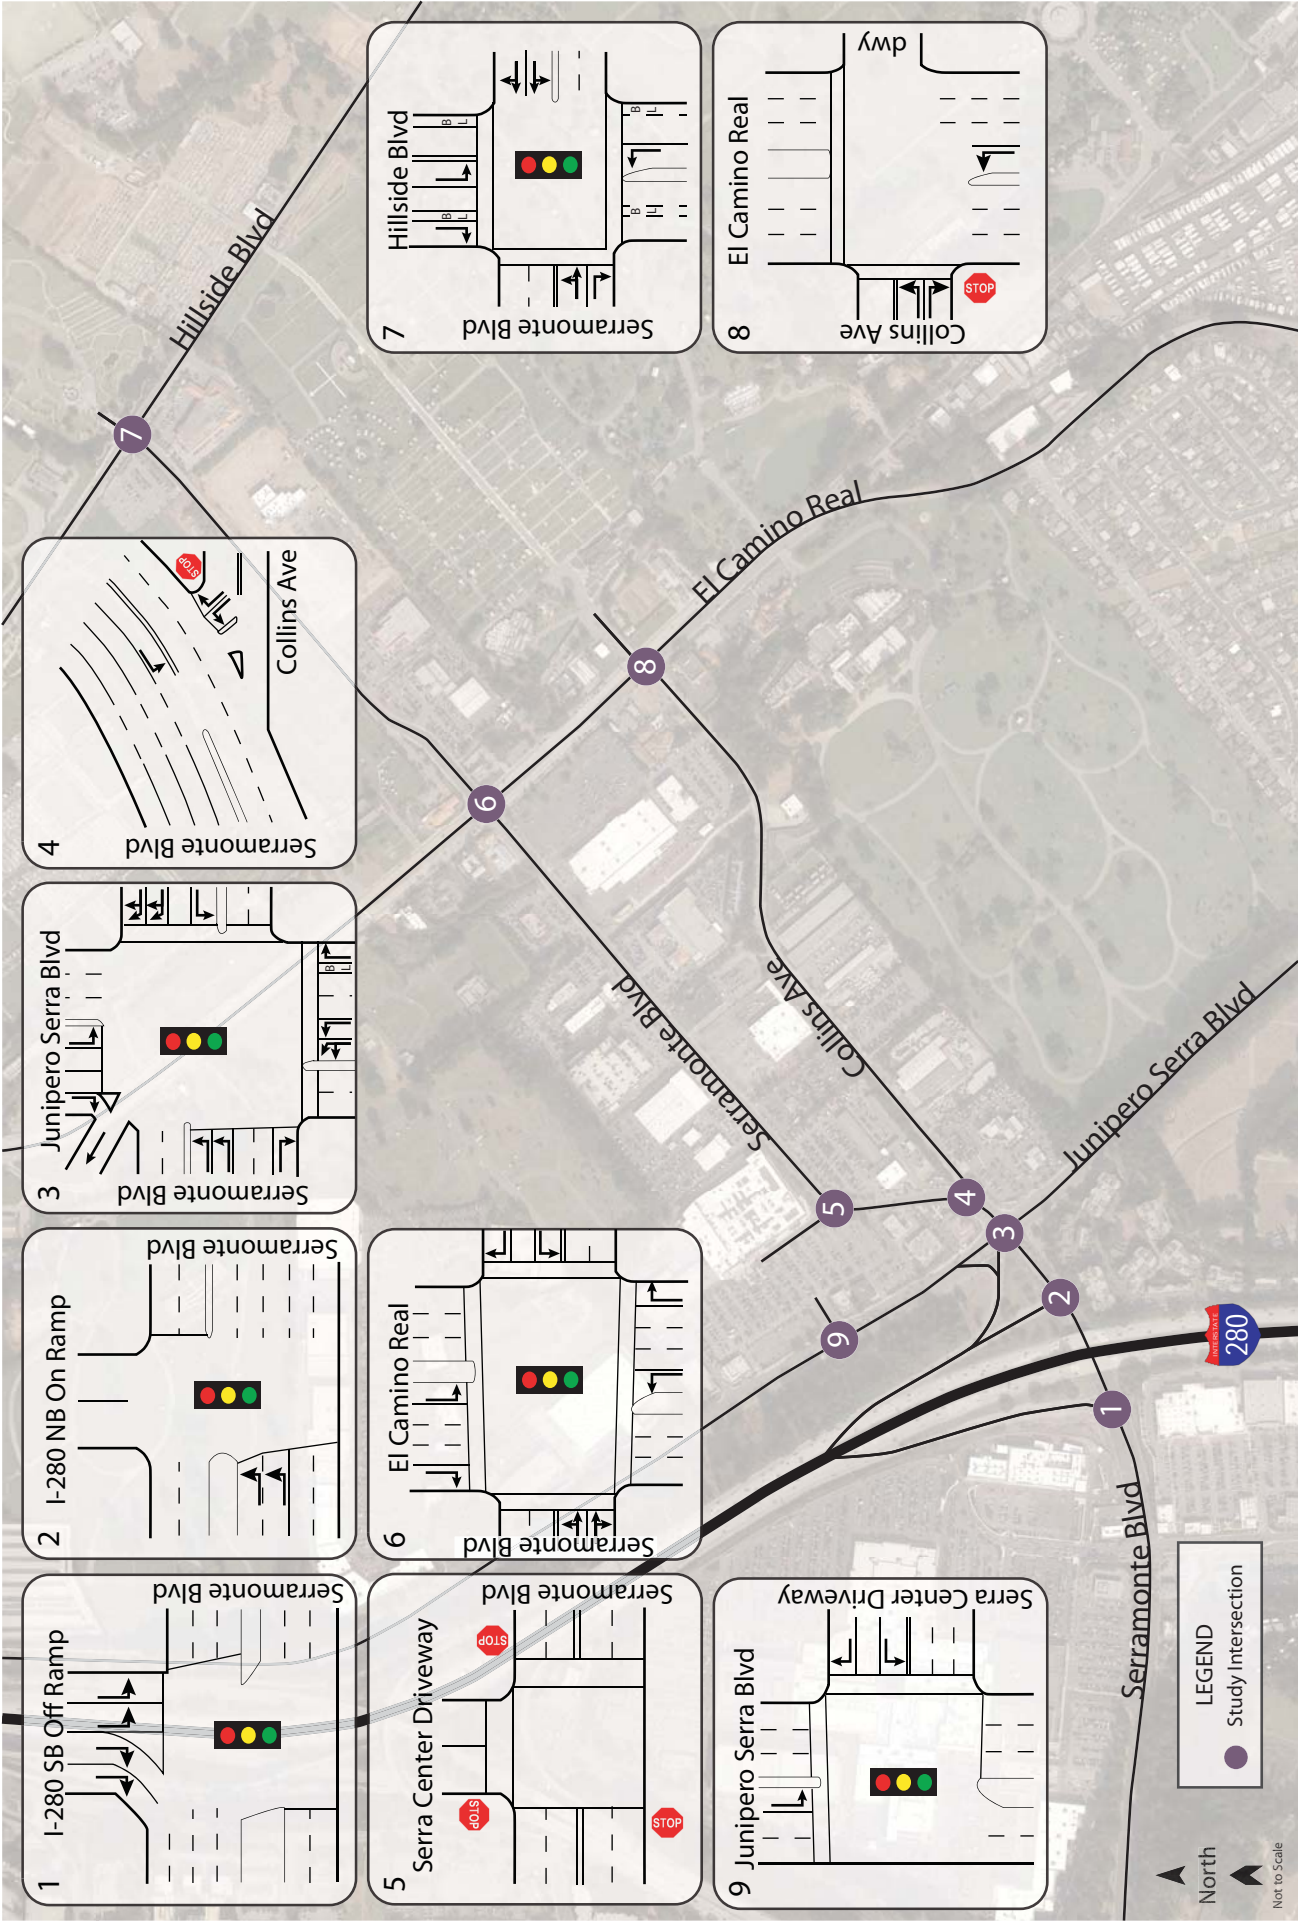 1
I-280 SB Off Ramp
Serramonte Blvd
2
I-280 NB On Ramp
Serramonte Blvd
3
Junipero Serra Blvd
Serramonte Blvd
B
L
4
Serramonte Blvd
Collins Ave
STOP
5
Serra Center Driveway
Serramonte Blvd
STOP
STOP
STOP
6
El Camino Real
Serramonte Blvd
7
Hillside Blvd
Serramonte Blvd
B
L
B
L
B
L
B
L
8
El Camino Real
Collins Ave
dwy
STOP
9
Junipero Serra Blvd
Serra Center Driveway
Hillside Blvd
El Camino Real
Serramonte Blvd
Collins Ave.
Junipero Serra Blvd
Serramonte Blvd
1
2
3
4
5
6
7
8
9
INTERSTATE
280
LEGEND
Study Intersection
North
Not to Scale